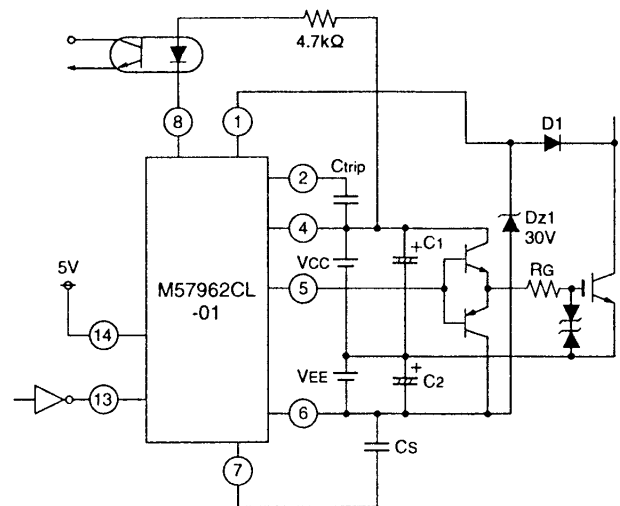 4.7kΩ
8
1
D1
2
Ctrip
4
Dz1
30V
C1
+
VCC
5V
M57962CL
-01
5
RG
14
VEE
+
C2
13
6
7
CS